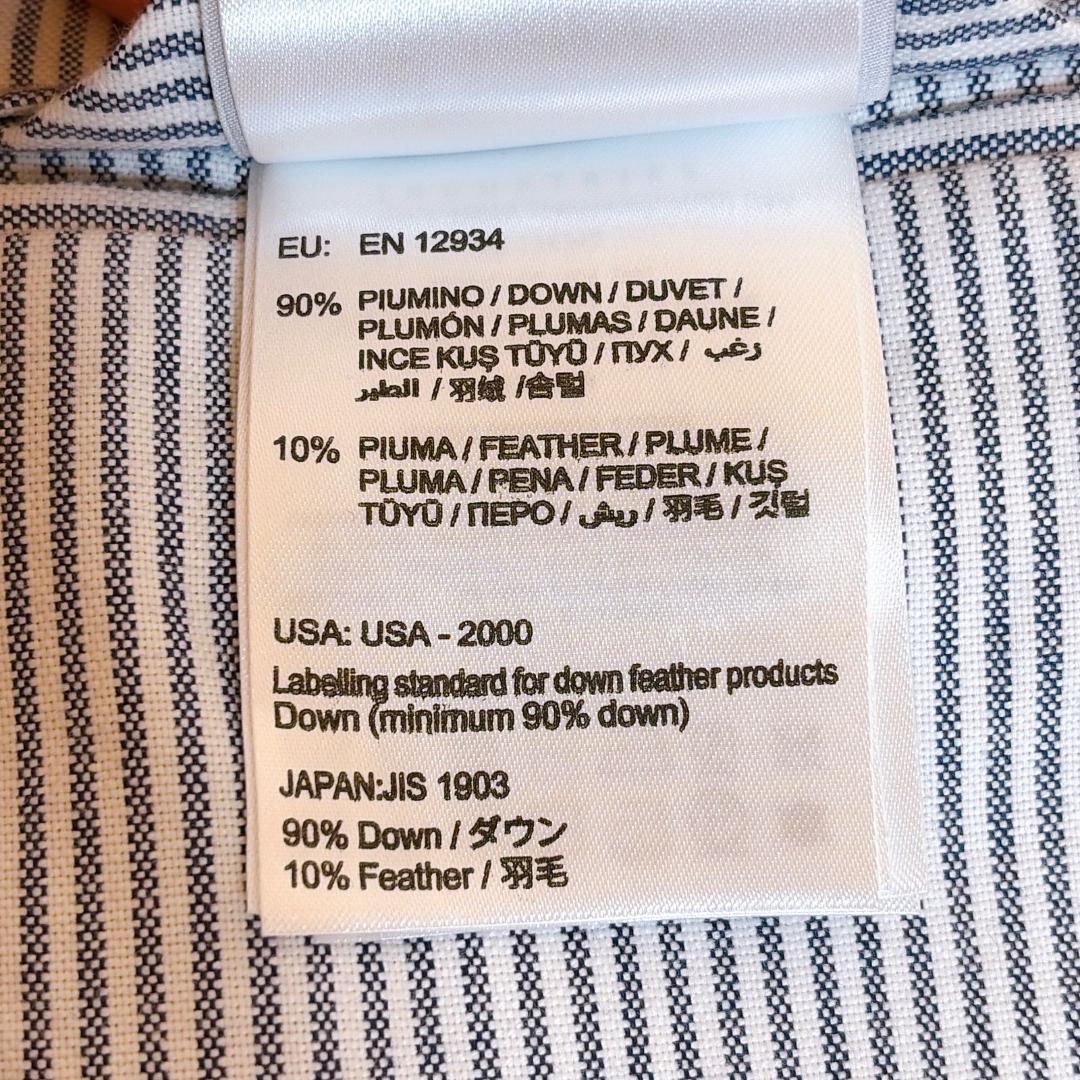 EU: EN 12934
90% PIUMINO / DOWN / DUVET /
PLUMÓN / PLUMAS / DAUNE /
INCE KUŞ TÜYÜ / ПУХ / زغب
الطير / 羽绒 / 솜털
10% PIUMA / FEATHER / PLUME /
PLUMA / PENA / FEDER / KUŞ
TÜYÜ / ПЕРО / ريش / 羽毛 / 깃털
USA: USA - 2000
Labelling standard for down feather products
Down (minimum 90% down)
JAPAN:JIS 1903
90% Down / ダウン
10% Feather / 羽毛